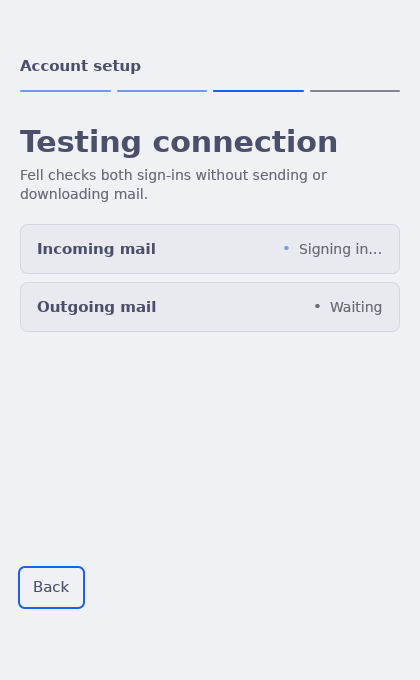 Account setup
Testing connection
Fell checks both sign-ins without sending or
downloading mail.
Incoming mail • Signing in...
Outgoing mail • Waiting
Back